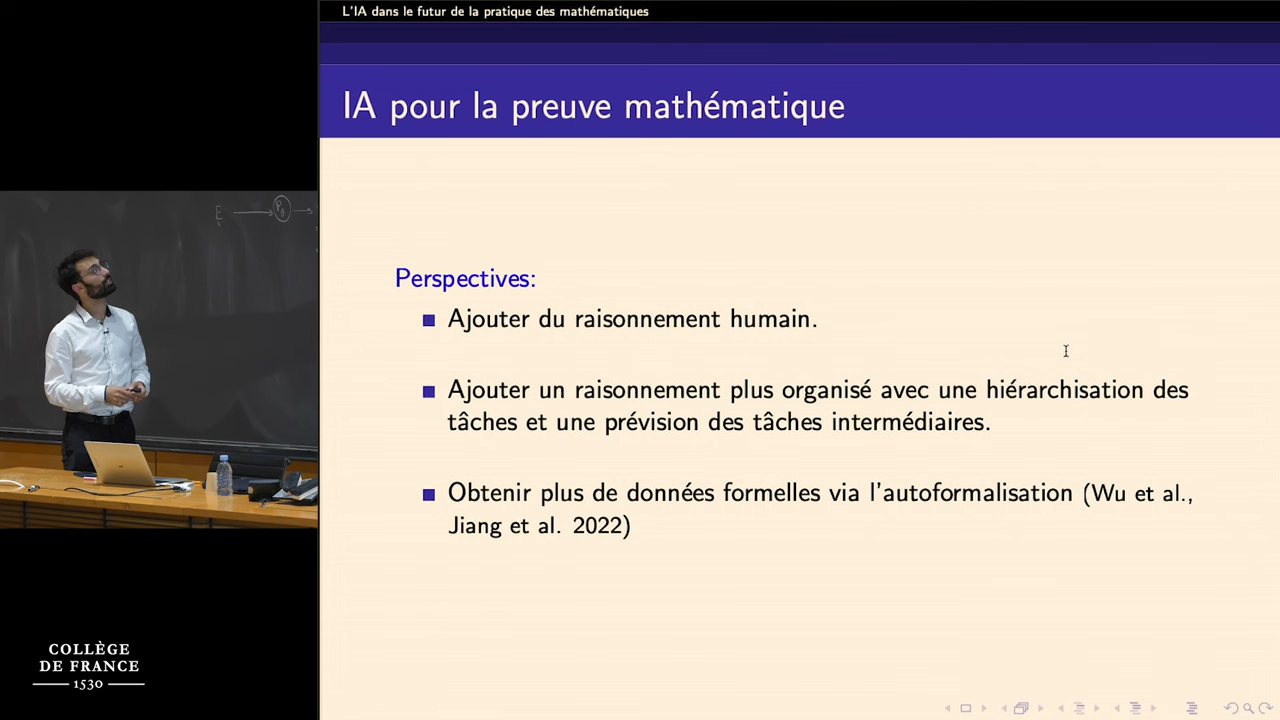 L'IA dans le futur de la pratique des mathématiques
IA pour la preuve mathématique
E
Perspectives:
Ajouter du raisonnement humain.
Ajouter un raisonnement plus organisé avec une hiérarchisation des
tâches et une prévision des tâches intermédiaires.
Obtenir plus de données formelles via l'autoformalisation (Wu et al.,
Jiang et al. 2022)
COLLÈGE
DE FRANCE
1530